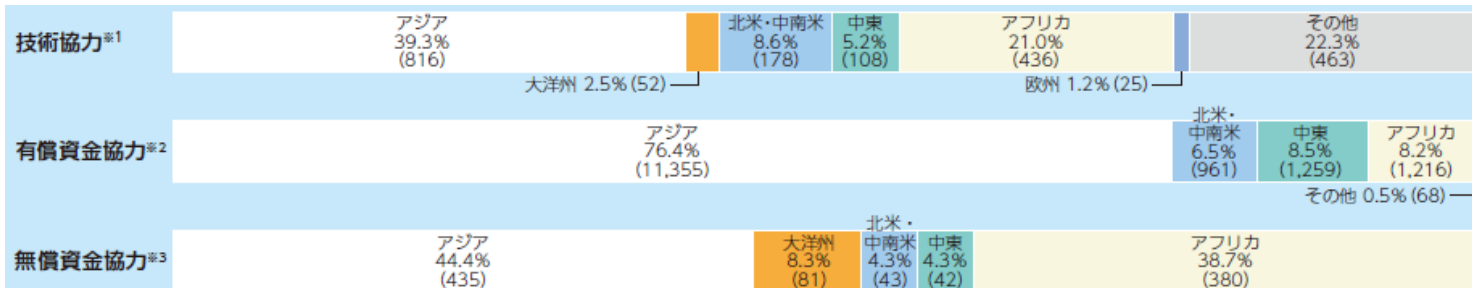 技術協力※1
アジア
39.3%
(816)
大洋州 2.5% (52)
北米・中南米
8.6%
(178)
中東
5.2%
(108)
アフリカ
21.0%
(436)
欧州 1.2% (25)
その他
22.3%
(463)
有償資金協力※2
アジア
76.4%
(11,355)
北米・
中南米
6.5%
(961)
中東
8.5%
(1,259)
アフリカ
8.2%
(1,216)
その他 0.5% (68)
無償資金協力※3
アジア
44.4%
(435)
大洋州
8.3%
(81)
北米・
中南米
4.3%
(43)
中東
4.3%
(42)
アフリカ
38.7%
(380)